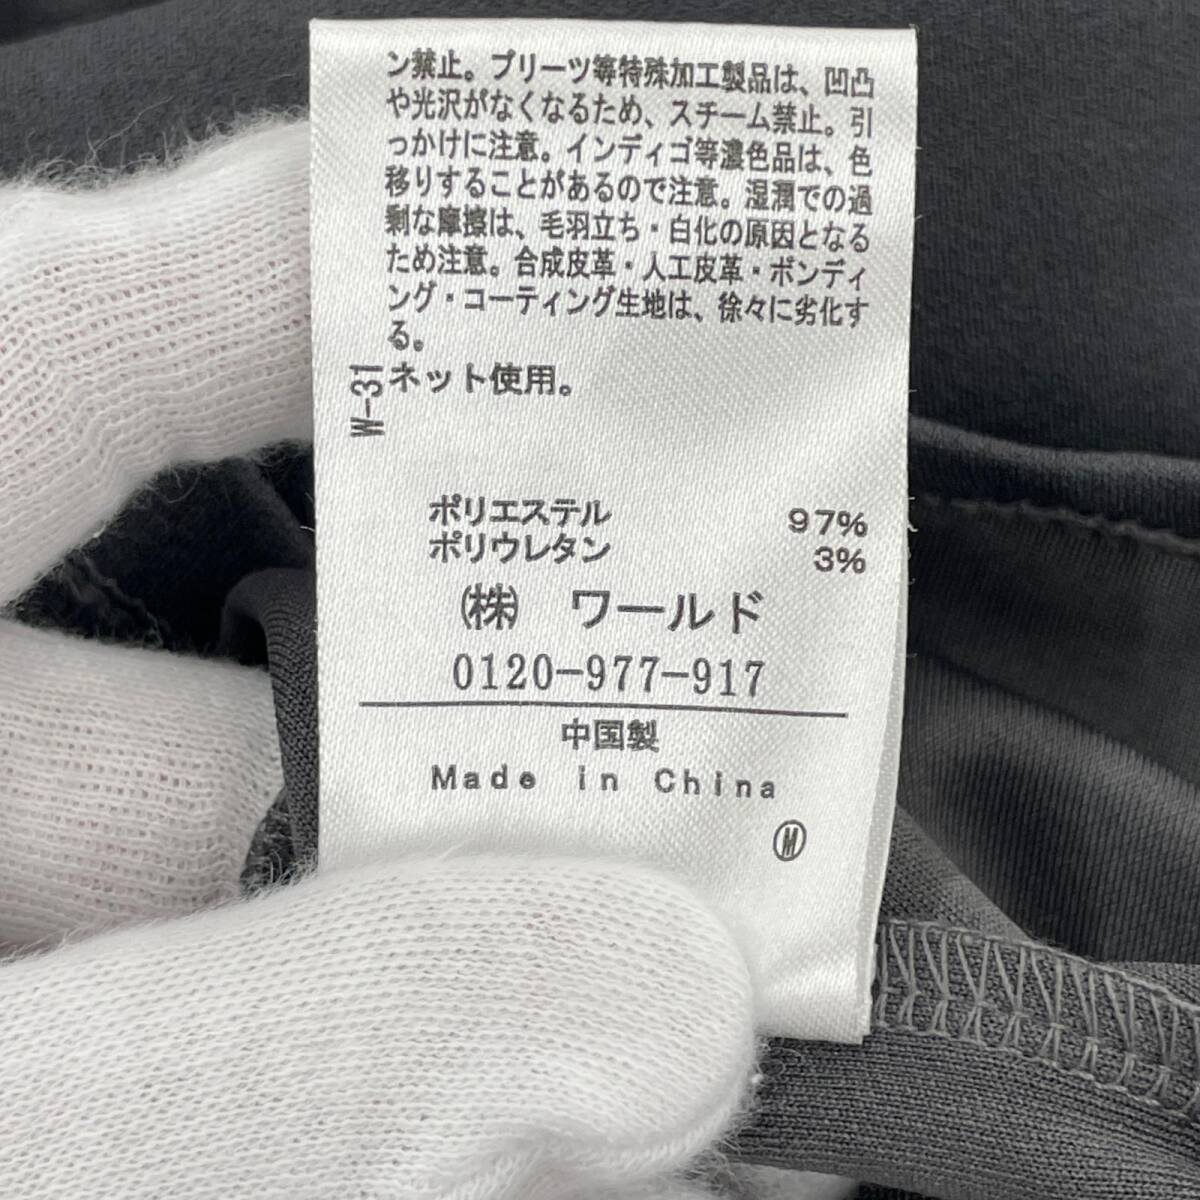 ン禁止。プリーツ等特殊加工製品は、凹凸
や光沢がなくなるため、スチーム禁止。引
っかけに注意。インディゴ等濃色品は、色
移りすることがあるので注意。湿潤での過
剰な摩擦は、毛羽立ち・白化の原因となる
ため注意。合成皮革・人工皮革・ボンディ
ング・コーティング生地は、徐々に劣化す
る。
W-31
ネット使用。
ポリエステル 97%
ポリウレタン 3%
㈱ ワールド
0120-977-917
中国製
Made in China
Ⓜ